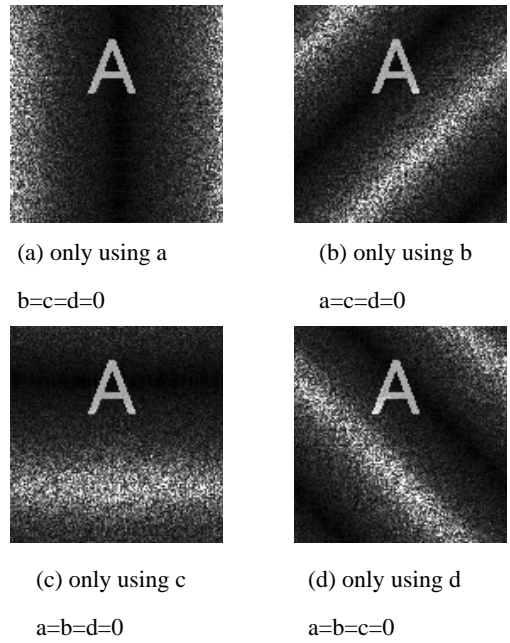 A
A
(a) only using a
(b) only using b
b=c=d=0
a=c=d=0
A
A
(c) only using c
(d) only using d
a=b=d=0
a=b=c=0